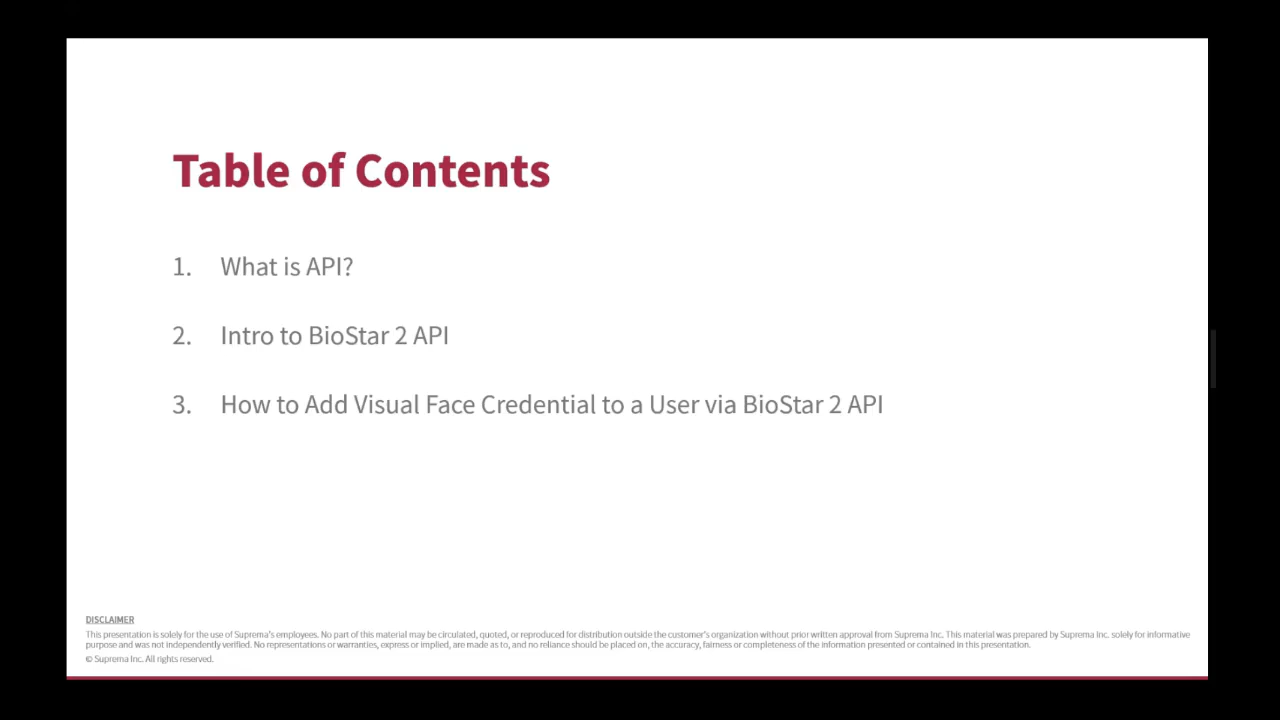 Table of Contents
1. What is API?
2. Intro to BioStar 2 API
3. How to Add Visual Face Credential to a User via BioStar 2 API
DISCLAIMER
This presentation is solely for the use of Suprema's employees. No part of this material may be circulated, quoted, or reproduced for distribution outside the customer's organization without prior written approval from Suprema Inc. This material was prepared by Suprema Inc. solely for informative
purpose and was not independently verified. No representations or warranties, express or implied, are made as to, and no reliance should be placed on, the accuracy, fairness or completeness of the information presented or contained in this presentation.
© Suprema Inc. All rights reserved.